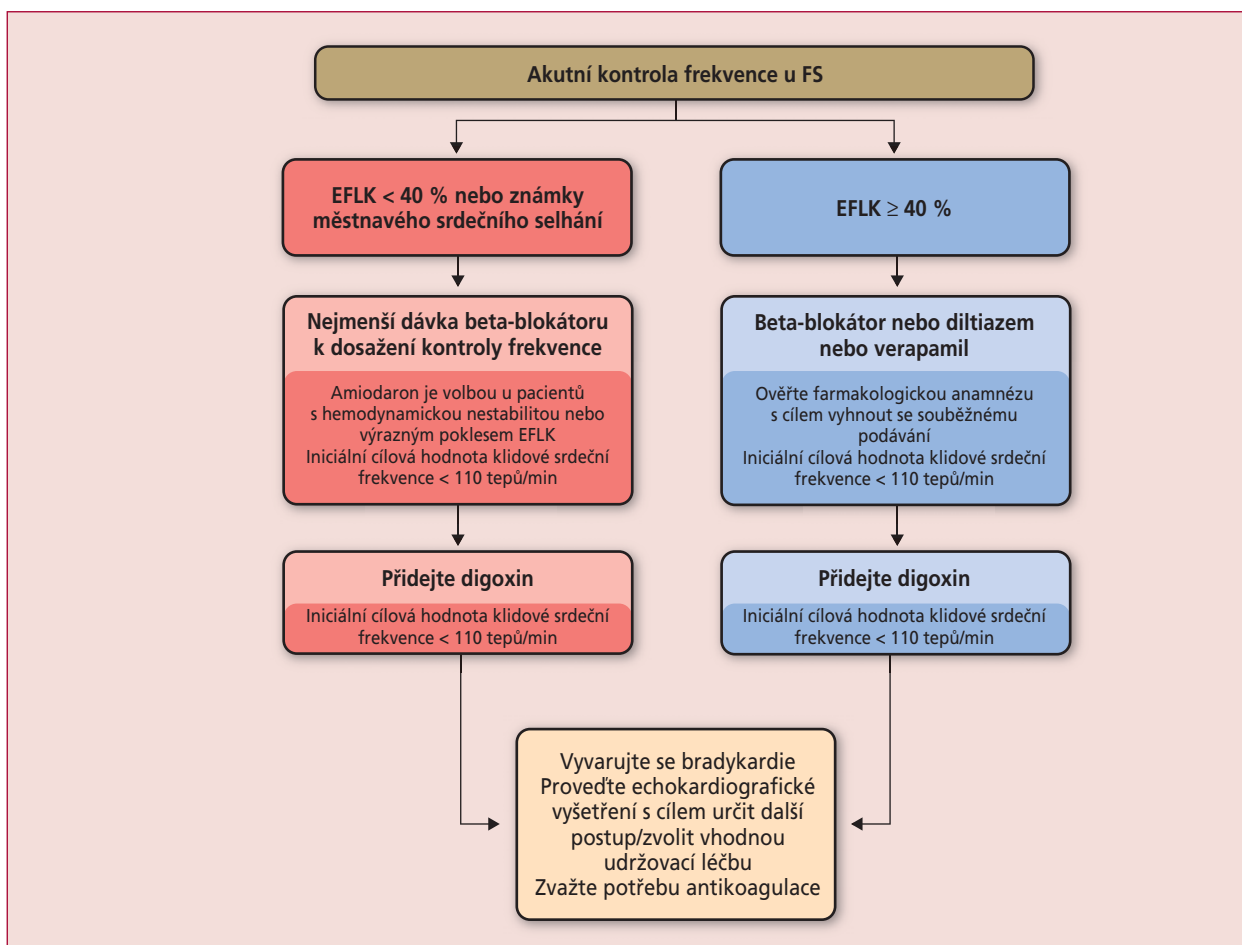 Akutní kontrola frekvence u FS
EFLK < 40 % nebo známky
městnavého srdečního selhání
EFLK ≥ 40 %
Nejmenší dávka beta-blokátoru
k dosažení kontroly frekvence
Amiodaron je volbou u pacientů
s hemodynamickou nestabilitou nebo
výrazným poklesem EFLK
Iniciální cílová hodnota klidové srdeční
frekvence < 110 tepů/min
Beta-blokátor nebo diltiazem
nebo verapamil
Ověřte farmakologickou anamnézu
s cílem vyhnout se souběžnému
podávání
Iniciální cílová hodnota klidové srdeční
frekvence < 110 tepů/min
Přidejte digoxin
Iniciální cílová hodnota klidové srdeční
frekvence < 110 tepů/min
Přidejte digoxin
Iniciální cílová hodnota klidové srdeční
frekvence < 110 tepů/min
Vyvarujte se bradykardie
Proveďte echokardiografické
vyšetření s cílem určit další
postup/zvolit vhodnou
udržovací léčbu
Zvažte potřebu antikoagulace